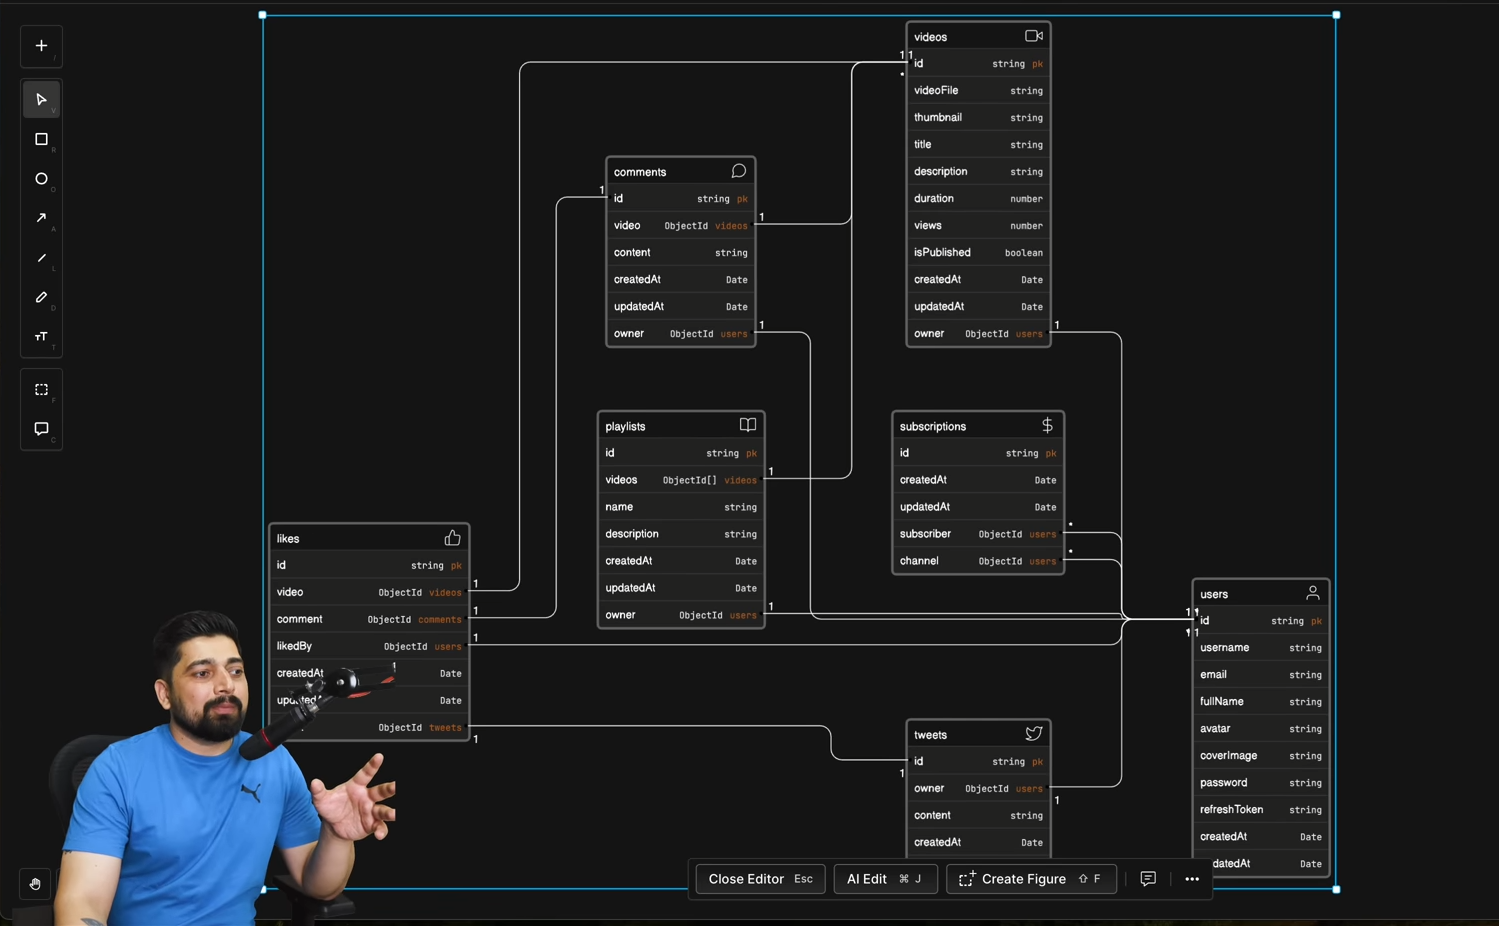 videos
id string pk
videoFile string
thumbnail string
title string
description string
duration number
views number
isPublished boolean
createdAt Date
updatedAt Date
owner ObjectId users
1 1
*
1
comments
id string pk
video ObjectId videos
content string
createdAt Date
updatedAt Date
owner ObjectId users
1
1
1
playlists
id string pk
videos ObjectId[] videos
name string
description string
createdAt Date
updatedAt Date
owner ObjectId users
1
1
subscriptions
id string pk
createdAt Date
updatedAt Date
subscriber ObjectId users
channel ObjectId users
*
*
likes
id string pk
video ObjectId videos
comment ObjectId comments
likedBy ObjectId users
createdAt Date
Date
ObjectId tweets
1
1
1
1
1
users
id string pk
username string
email string
fullName string
avatar string
coverImage string
password string
refreshToken string
createdAt Date
datedAt Date
1
1
tweets
id string pk
owner ObjectId users
content string
createdAt Date
1
1
Close Editor Esc
AI Edit ⌘ J
Create Figure ⇧ F
V
R
O
A
L
D
TT T
F
C